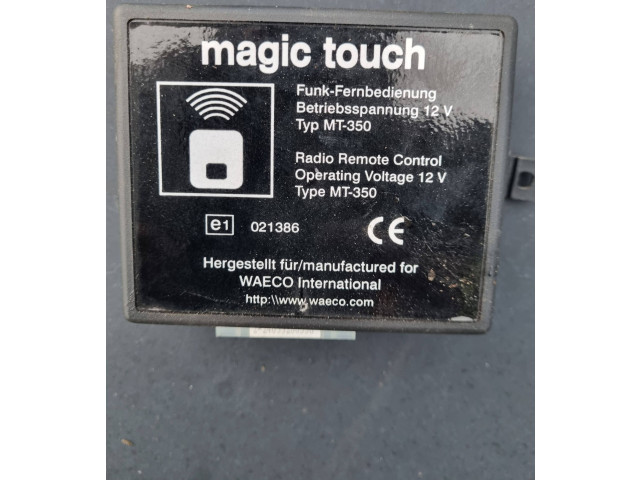 magic touch
Funk-Fernbedienung
Betriebsspannung 12 V
Typ MT-350
Radio Remote Control
Operating Voltage 12 V
Type MT-350
e1 021386 CE
Hergestellt für/manufactured for
WAECO International
http:\\www.waeco.com